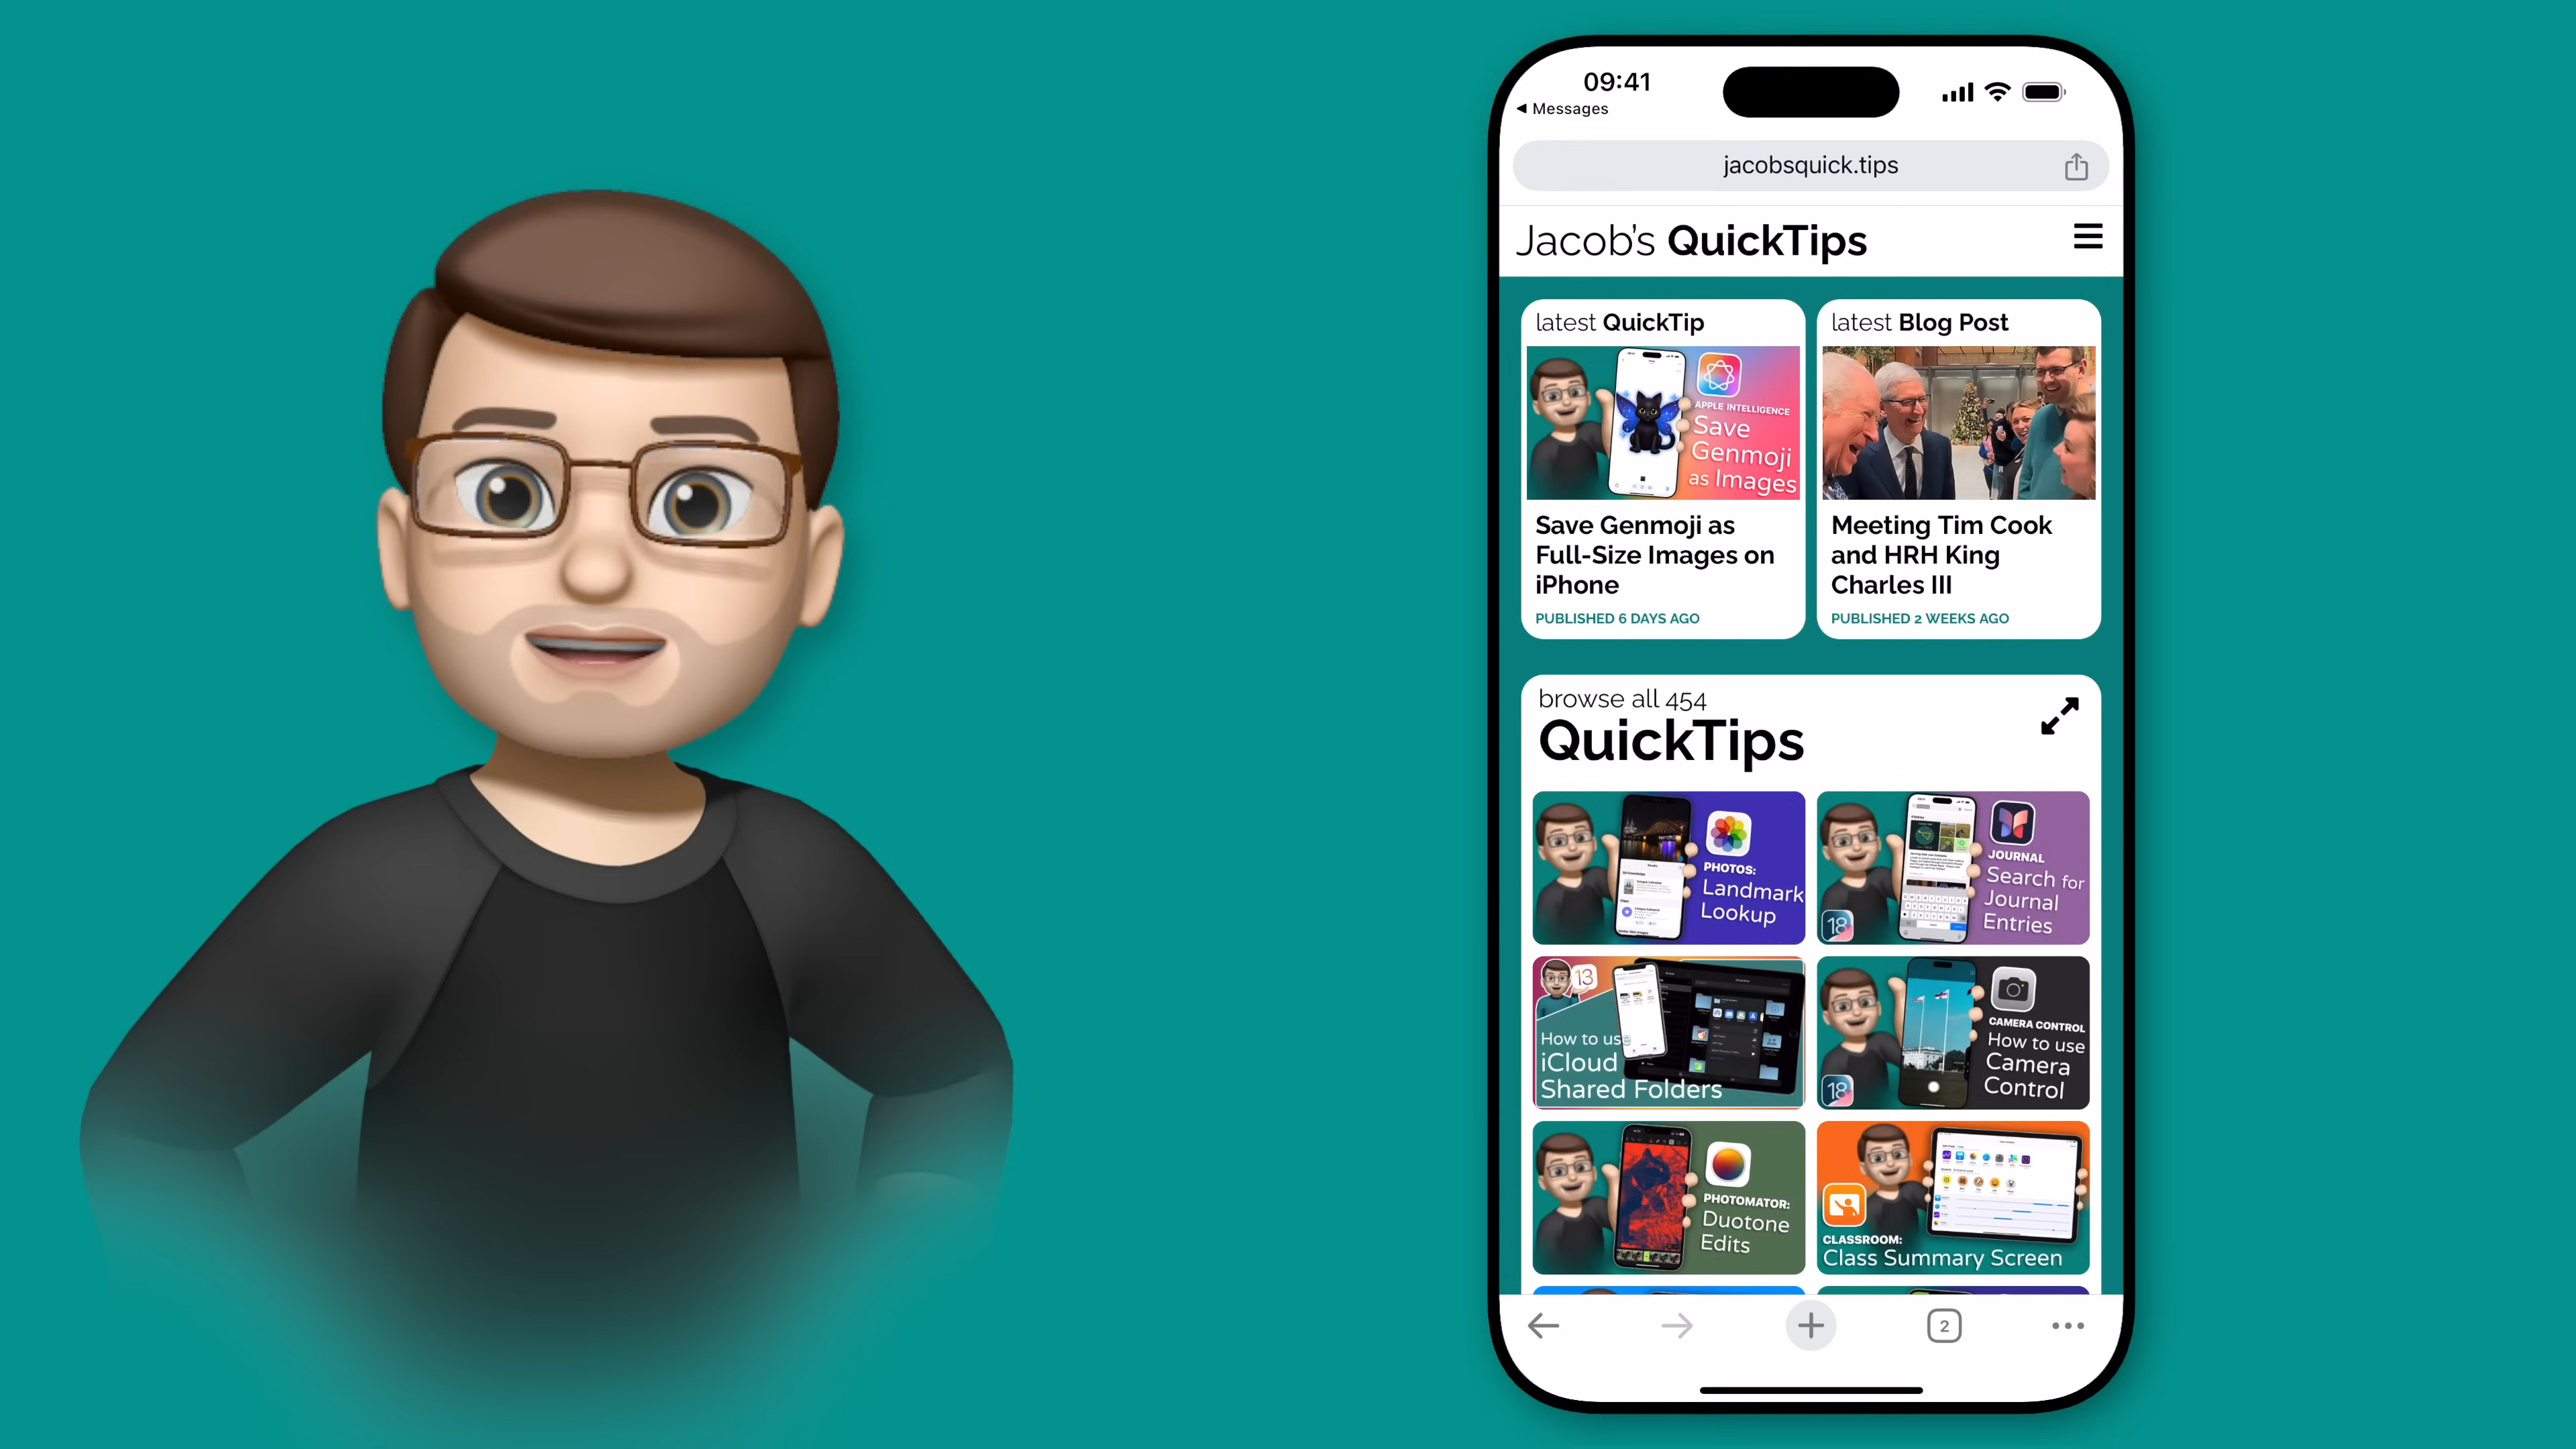 09:41
Messages
jacobsquick.tips
Jacob's QuickTips
latest QuickTip
APPLE INTELLIGENCE
Save
Genmoji
as Images
Save Genmoji as
Full-Size Images on
iPhone
PUBLISHED 6 DAYS AGO
latest Blog Post
Meeting Tim Cook
and HRH King
Charles III
PUBLISHED 2 WEEKS AGO
browse all 454
QuickTips
PHOTOS:
Landmark
Lookup
JOURNAL
Search for
Journal
Entries
18
13
How to us
iCloud
Shared Folders
CAMERA CONTROL
How to use
Camera
Control
18
PHOTOMATOR:
Duotone
Edits
CLASSROOM:
Class Summary Screen
2